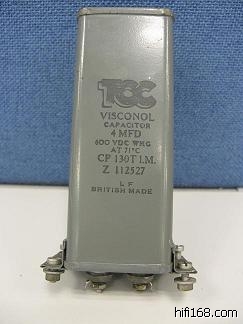 TCC
VISCONOL
CAPACITOR
4 MFD
600 VDC WKG
AT 71°C
CP 130T I.M.
Z 112527
L F
BRITISH MADE
hifi168.com